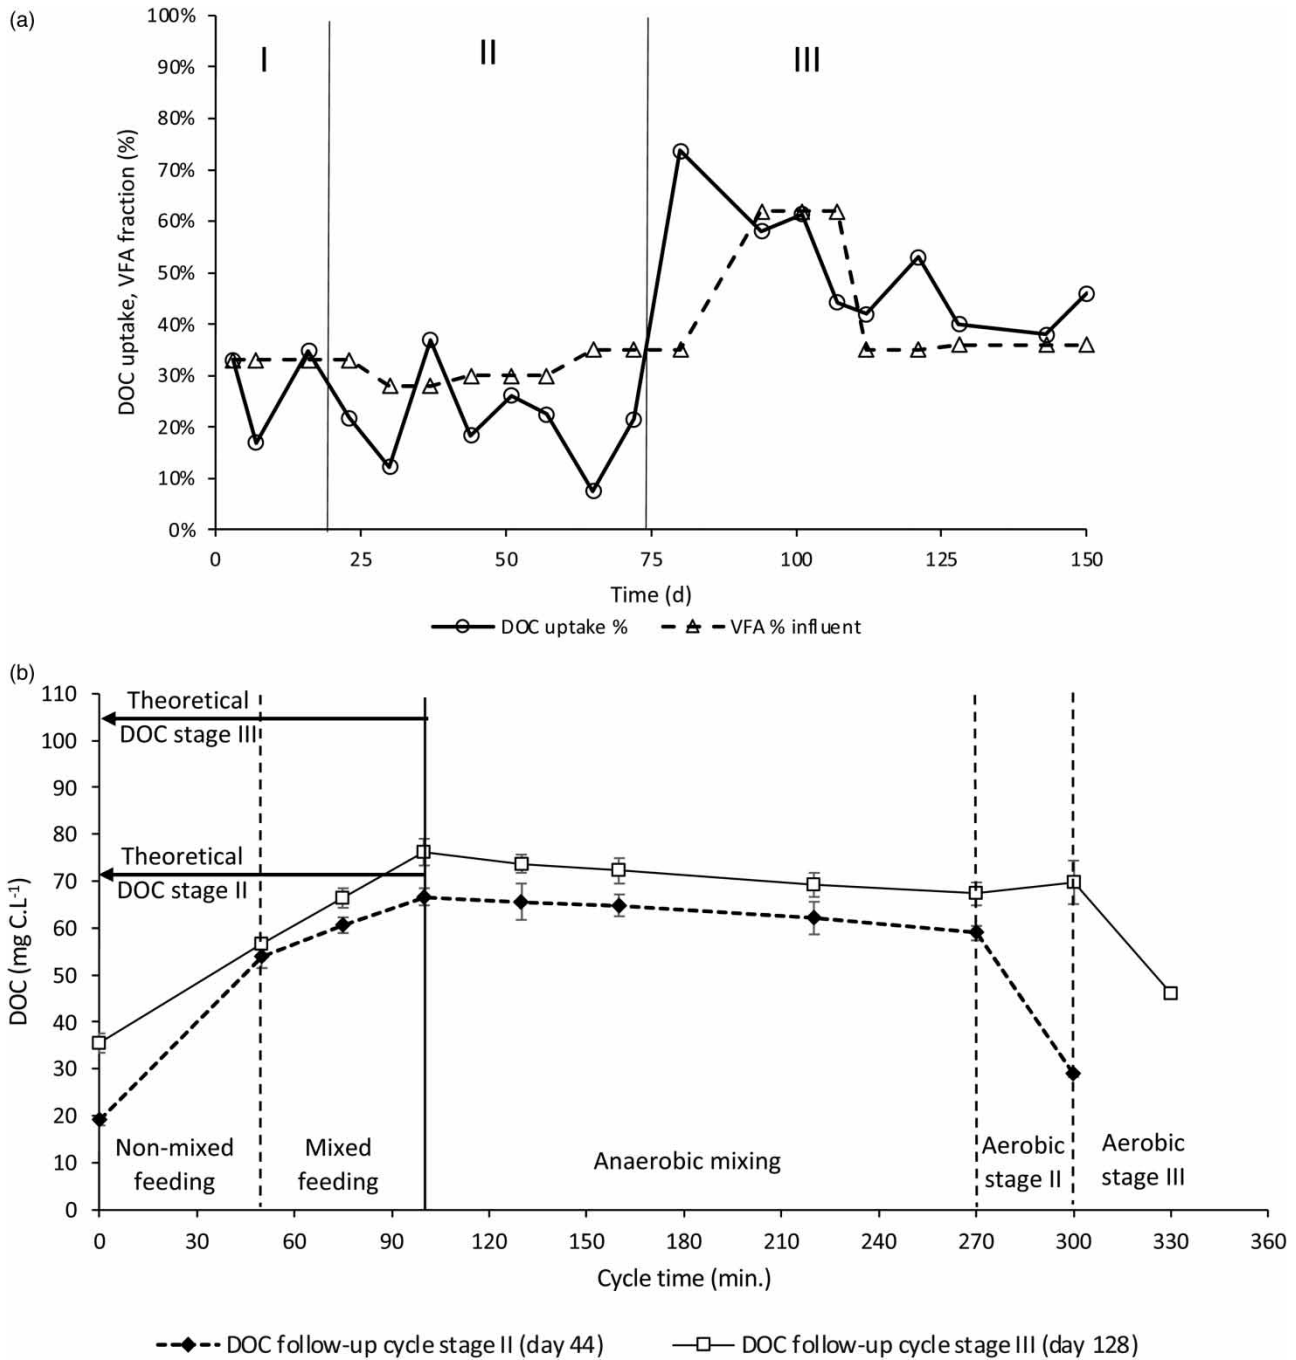 (a)
100%
90%
80%
70%
60%
50%
40%
30%
20%
10%
0%
DOC uptake, VFA fraction (%)
I
II
III
0
25
50
75
100
125
150
Time (d)
DOC uptake %
VFA % influent
(b)
110
100
90
80
70
60
50
40
30
20
10
0
DOC (mg C.L-1)
Theoretical
DOC stage III
Theoretical
DOC stage II
Non-mixed
feeding
Mixed
feeding
Anaerobic mixing
Aerobic
stage II
Aerobic
stage III
0
30
60
90
120
150
180
210
240
270
300
330
360
Cycle time (min.)
DOC follow-up cycle stage II (day 44)
DOC follow-up cycle stage III (day 128)